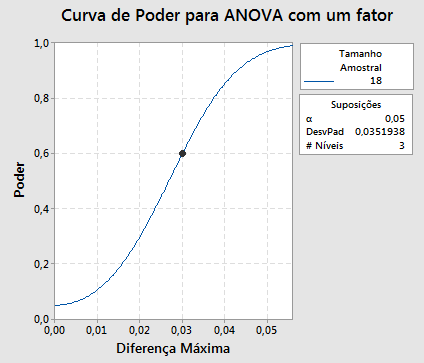 Curva de Poder para ANOVA com um fator
1,0
0,8
0,6
0,4
0,2
0,0
Poder
0,00 0,01 0,02 0,03 0,04 0,05
Diferença Máxima
Tamanho
Amostral
18
Suposições
α 0,05
DesvPad 0,0351938
# Níveis 3